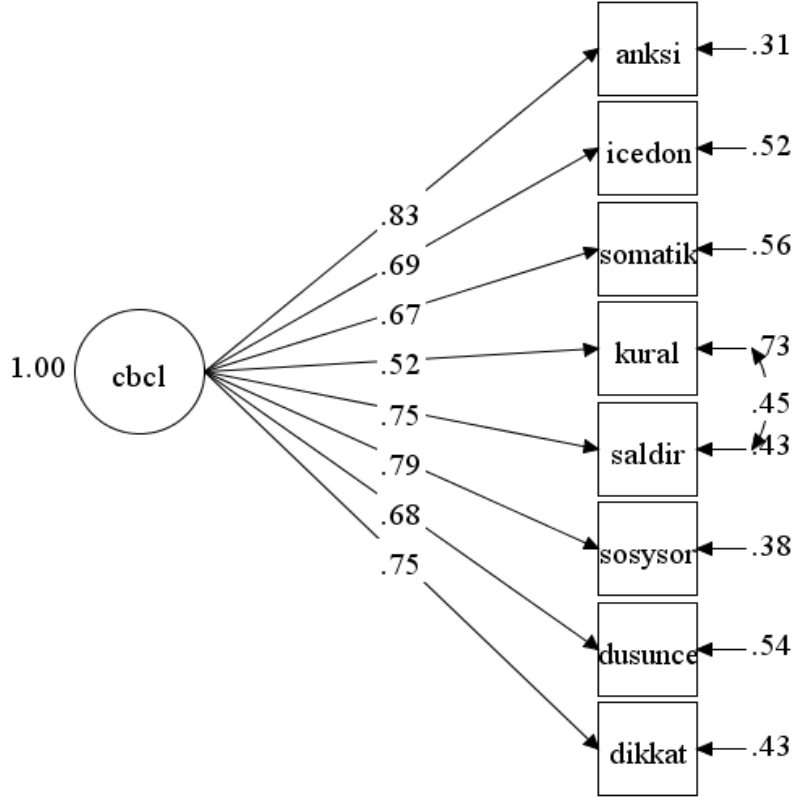 anksi .31
icedon .52
.83
.69
somatik .56
.67
kural .73
1.00 cbcl .52
.45
.75
saldir .43
.79
.68
sosysor .38
.75
dusunce .54
dikkat .43